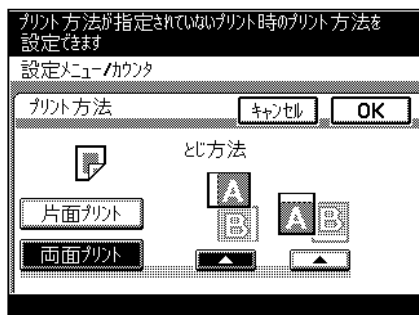 プリント方法が指定されていないプリント時のプリント方法を
設定できます
設定メニュー/カウンタ
プリント方法
キャンセル
OK
とじ方法
片面プリント
両面プリント
A
B
A
B